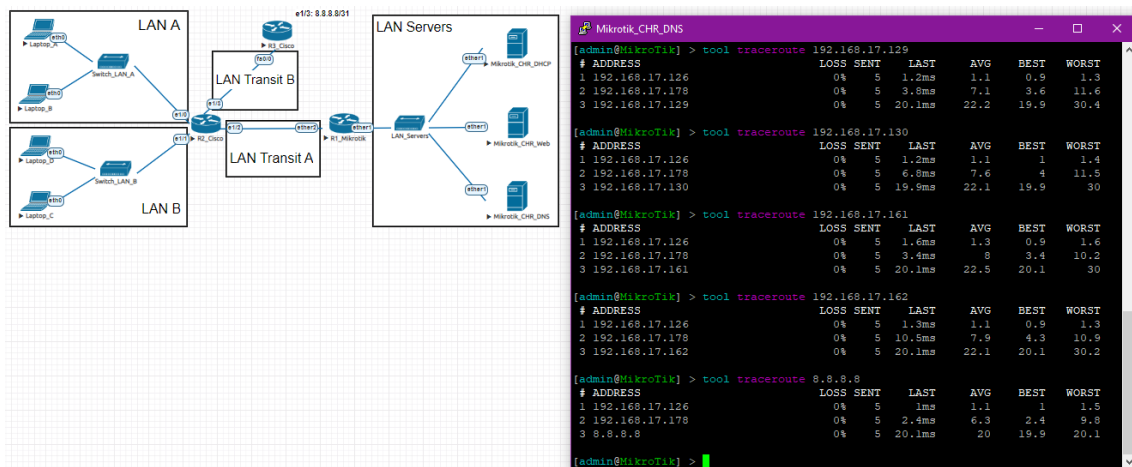 LAN A
Laptop_A
eth0
Switch_LAN_A
eth0
Laptop_B
e1/0
e1/3: 8.8.8.8/31
R3_Cisco
fa0/0
LAN Transit B
e1/3
R2_Cisco
e1/2
ether2
R1_Mikrotik
ether1
LAN Transit A
e1/1
eth0
Laptop_D
Switch_LAN_B
eth0
Laptop_C
LAN B
LAN Servers
ether1
Mikrotik_CHR_DHCP
LAN_Servers
ether1
Mikrotik_CHR_Web
ether1
Mikrotik_CHR_DNS
Mikrotik_CHR_DNS
[admin@MikroTik] > tool traceroute 192.168.17.129
# ADDRESS LOSS SENT LAST AVG BEST WORST
1 192.168.17.126 0% 5 1.2ms 1.1 0.9 1.3
2 192.168.17.178 0% 5 3.8ms 7.1 3.6 11.6
3 192.168.17.129 0% 5 20.1ms 22.2 19.9 30.4
[admin@MikroTik] > tool traceroute 192.168.17.130
# ADDRESS LOSS SENT LAST AVG BEST WORST
1 192.168.17.126 0% 5 1.2ms 1.1 1 1.4
2 192.168.17.178 0% 5 6.8ms 7.6 4 11.5
3 192.168.17.130 0% 5 19.9ms 22.1 19.9 30
[admin@MikroTik] > tool traceroute 192.168.17.161
# ADDRESS LOSS SENT LAST AVG BEST WORST
1 192.168.17.126 0% 5 1.6ms 1.3 0.9 1.6
2 192.168.17.178 0% 5 3.4ms 8 3.4 10.2
3 192.168.17.161 0% 5 20.1ms 22.5 20.1 30
[admin@MikroTik] > tool traceroute 192.168.17.162
# ADDRESS LOSS SENT LAST AVG BEST WORST
1 192.168.17.126 0% 5 1.3ms 1.1 0.9 1.3
2 192.168.17.178 0% 5 10.5ms 7.9 4.3 10.9
3 192.168.17.162 0% 5 20.1ms 22.1 20.1 30.2
[admin@MikroTik] > tool traceroute 8.8.8.8
# ADDRESS LOSS SENT LAST AVG BEST WORST
1 192.168.17.126 0% 5 1ms 1.1 1 1.5
2 192.168.17.178 0% 5 2.4ms 6.3 2.4 9.8
3 8.8.8.8 0% 5 20.1ms 20 19.9 20.1
[admin@MikroTik] >